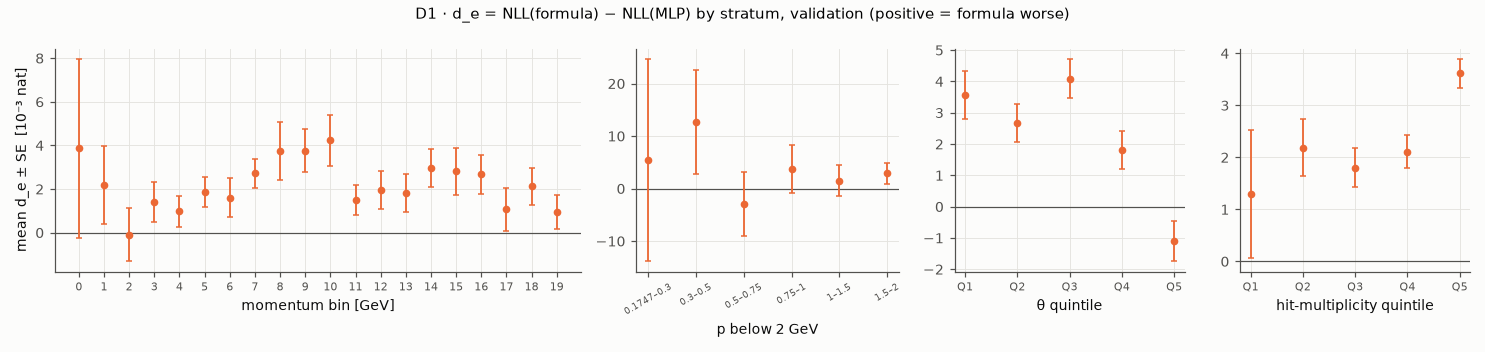 D1 · d_e = NLL(formula) − NLL(MLP) by stratum, validation (positive = formula worse)
mean d_e ± SE [10⁻³ nat]
8
6
4
2
0
0 1 2 3 4 5 6 7 8 9 10 11 12 13 14 15 16 17 18 19
momentum bin [GeV]
20
10
0
−10
0.1747–0.3 0.3–0.5 0.5–0.75 0.75–1 1–1.5 1.5–2
p below 2 GeV
5
4
3
2
1
0
−1
−2
Q1 Q2 Q3 Q4 Q5
θ quintile
4
3
2
1
0
Q1 Q2 Q3 Q4 Q5
hit-multiplicity quintile